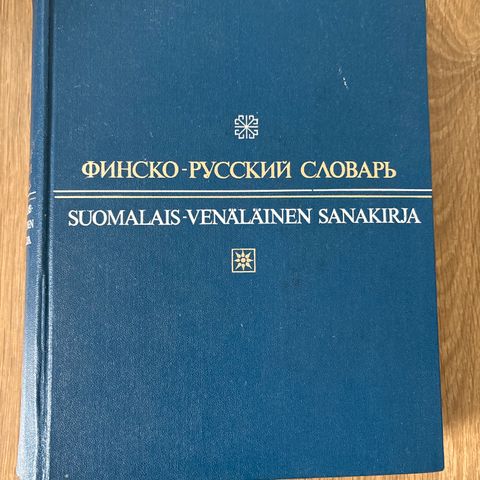 ФИНСКО-РУССКИЙ СЛОВАРЬ
SUOMALAIS-VENÄLÄINEN SANAKIRJA